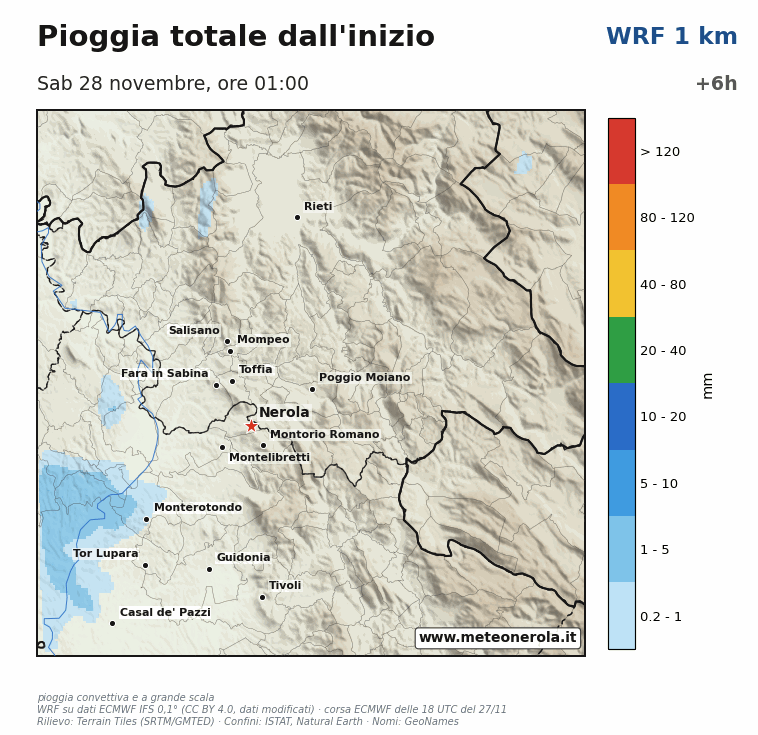 Pioggia totale dall'inizio
WRF 1 km
Sab 28 novembre, ore 01:00
+6h
Rieti
Salisano
Mompeo
Toffia
Fara in Sabina
Poggio Moiano
Nerola
Montorio Romano
Montelibretti
Monterotondo
Tor Lupara
Guidonia
Tivoli
Casal de' Pazzi
www.meteonerola.it
> 120
80 - 120
40 - 80
20 - 40
10 - 20
5 - 10
1 - 5
0.2 - 1
mm
pioggia convettiva e a grande scala
WRF su dati ECMWF IFS 0,1° (CC BY 4.0, dati modificati) · corsa ECMWF delle 18 UTC del 27/11
Rilievo: Terrain Tiles (SRTM/GMTED) · Confini: ISTAT, Natural Earth · Nomi: GeoNames